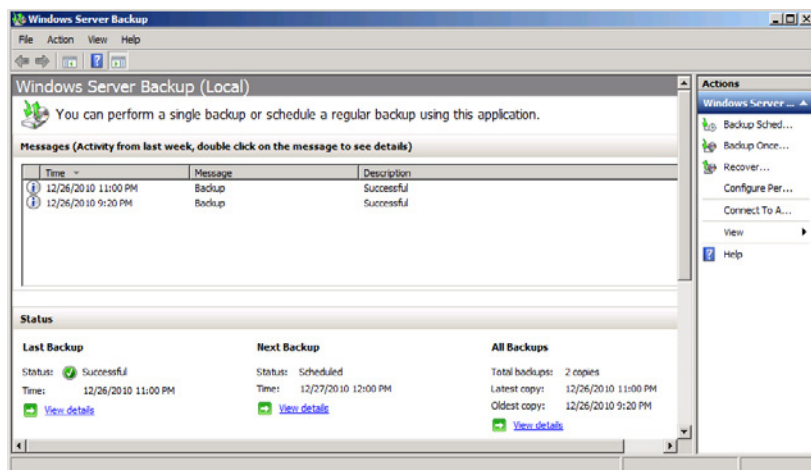 Windows Server Backup
File Action View Help
Windows Server Backup (Local)
You can perform a single backup or schedule a regular backup using this application.
Messages (Activity from last week, double click on the message to see details)
Time Message Description
12/26/2010 11:00 PM Backup Successful
12/26/2010 9:20 PM Backup Successful
Status
Last Backup
Status: Successful
Time: 12/26/2010 11:00 PM
View details
Next Backup
Status: Scheduled
Time: 12/27/2010 12:00 PM
View details
All Backups
Total backups: 2 copies
Latest copy: 12/26/2010 11:00 PM
Oldest copy: 12/26/2010 9:20 PM
View details
Actions
Windows Server ...
Backup Sched...
Backup Once...
Recover...
Configure Per...
Connect To A...
View
Help